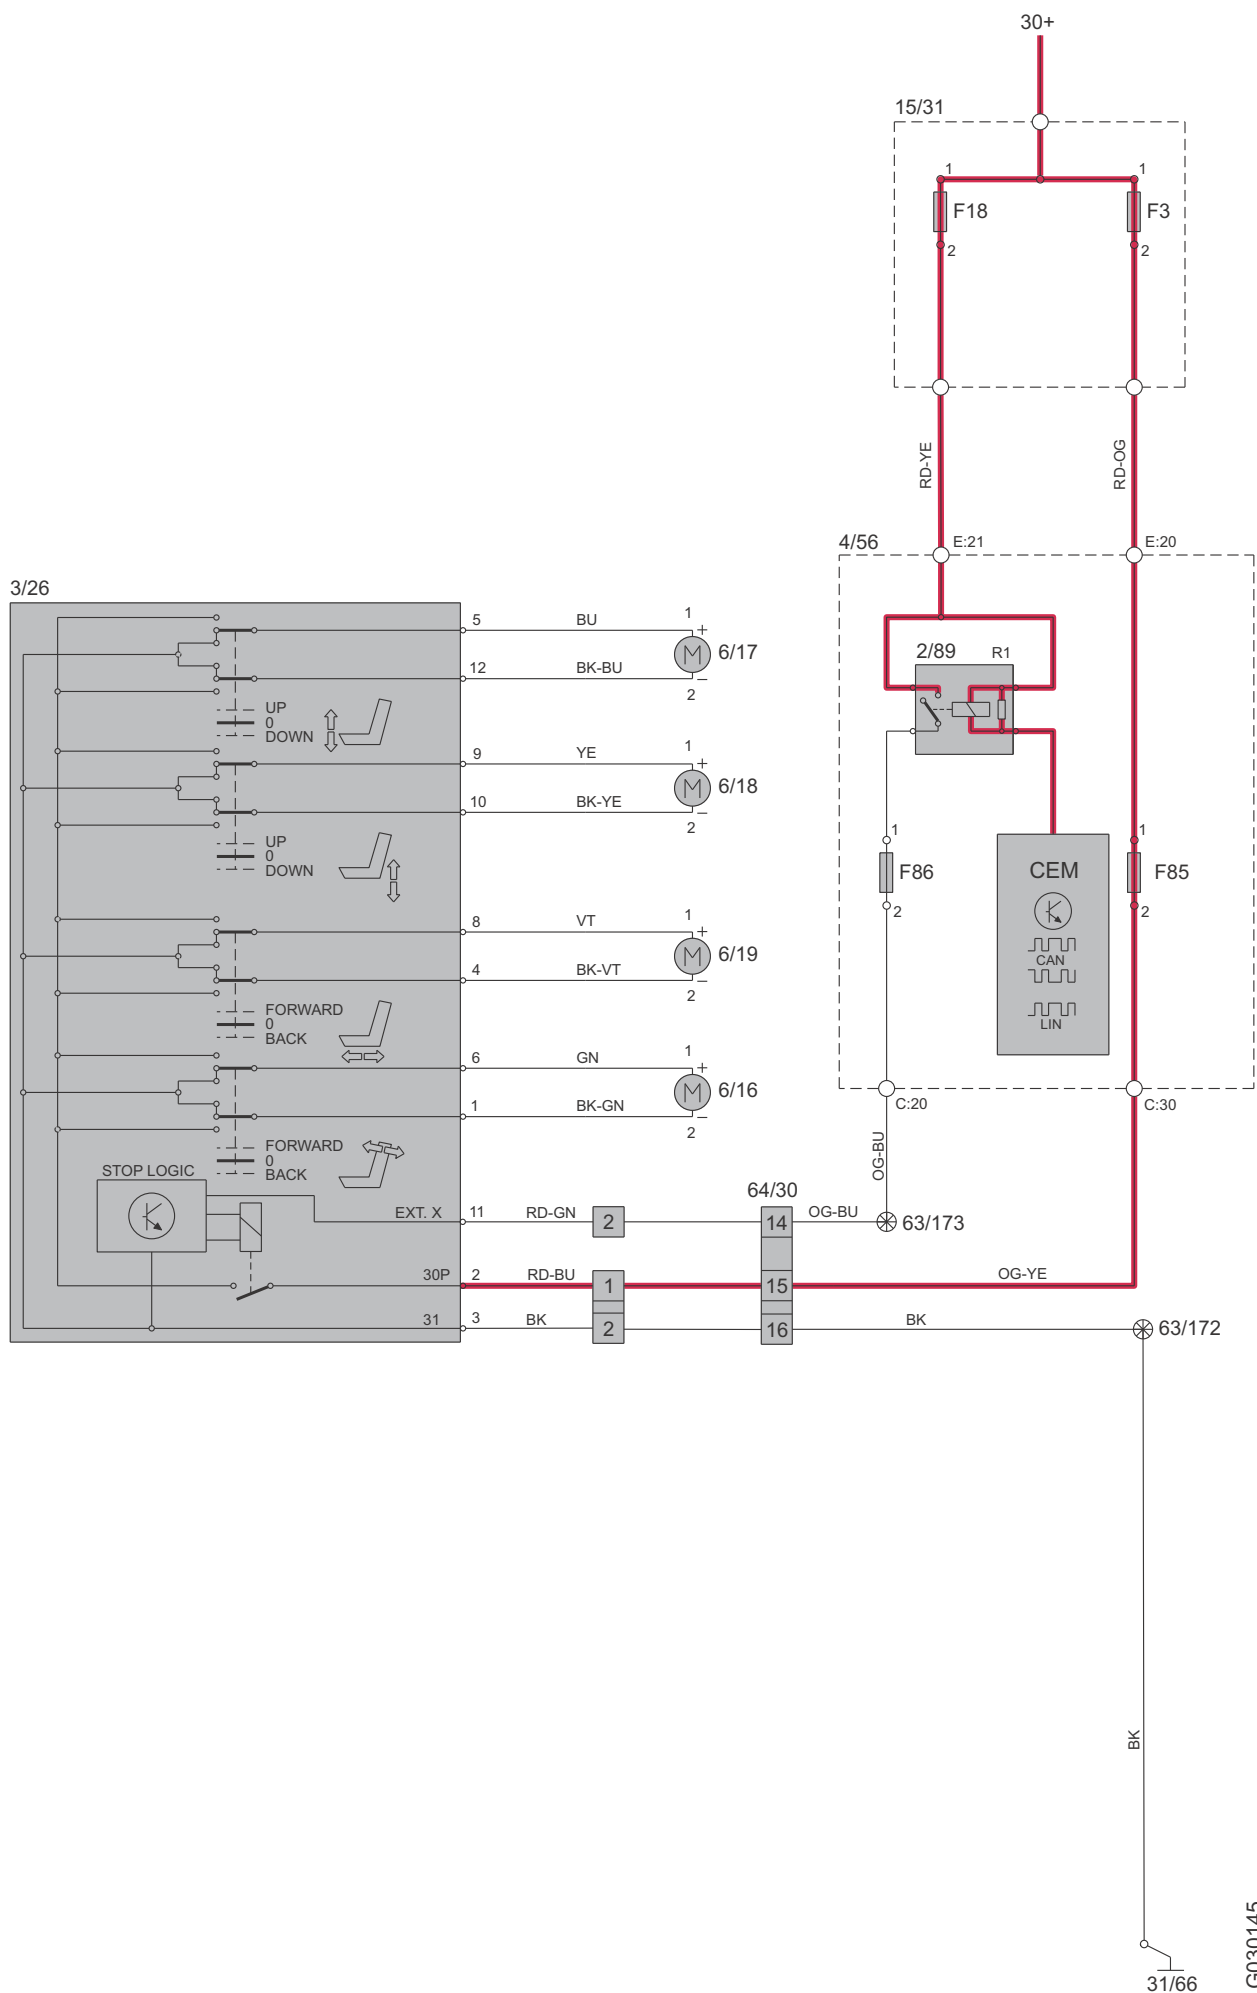 30+
15/31
1
1
F18
F3
2
2
RD-YE
RD-OG
4/56
E:21
E:20
3/26
5
BU
1
+
6/17
12
BK-BU
–
2
2/89
R1
UP
0
DOWN
9
YE
1
+
6/18
10
BK-YE
–
2
UP
0
DOWN
1
1
F86
CEM
F85
2
2
CAN
LIN
8
VT
1
+
6/19
4
BK-VT
–
2
FORWARD
0
BACK
6
GN
1
+
6/16
1
BK-GN
–
2
C:20
C:30
FORWARD
0
BACK
OG-BU
STOP LOGIC
64/30
EXT. X
11
RD-GN
2
14
OG-BU
63/173
30P
2
RD-BU
1
15
OG-YE
31
3
BK
2
16
BK
63/172
BK
31/66
G030145
M
M
M
M